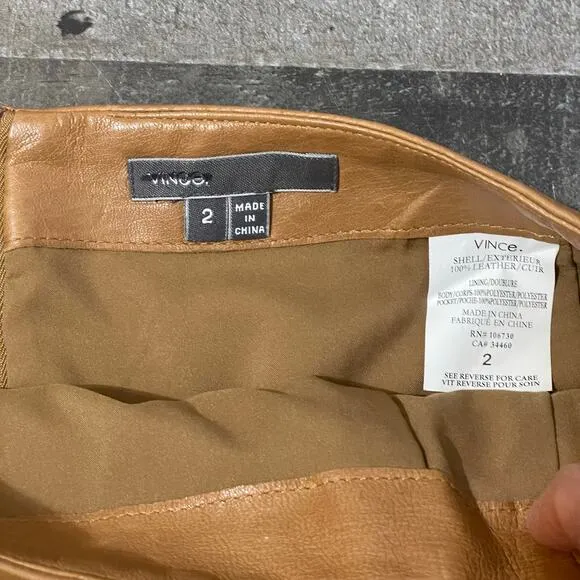 VINCE.
2
MADE
IN
CHINA
VINCe.
SHELL/EXTERIEUR
100% LEATHER/CUIR
LINING/DOUBLURE
BODY/CORPS-100%POLYESTER/POLYESTER
POCKET/POCHE-100%POLYESTER/POLYESTER
MADE IN CHINA
FABRIQUÉ EN CHINE
RN# 106730
CA# 34460
2
SEE REVERSE FOR CARE
VIT REVERSE POUR SOIN